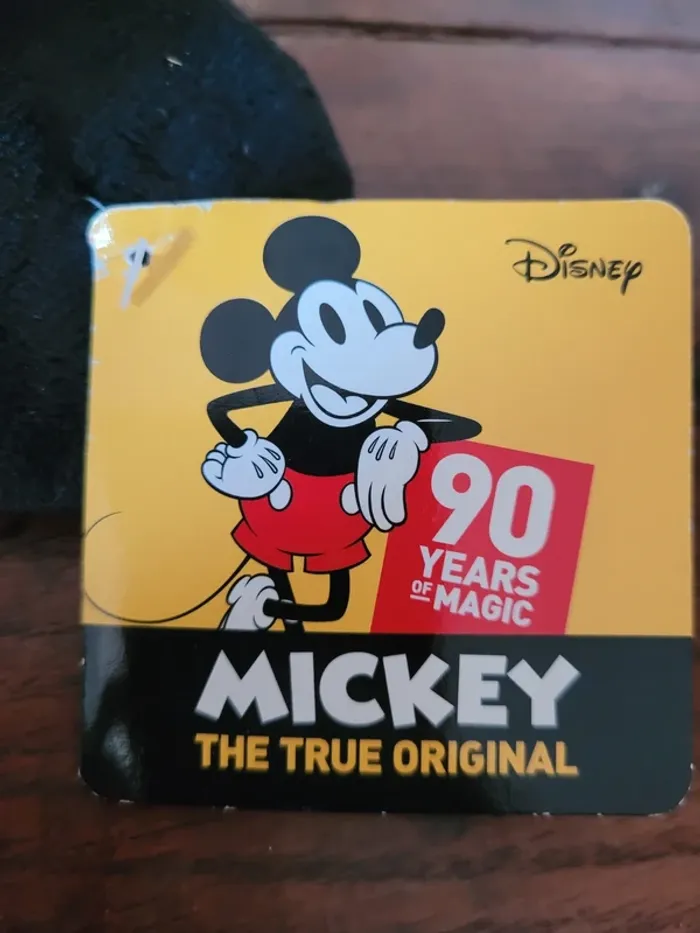 Disney
90
YEARS
OF MAGIC
MICKEY
THE TRUE ORIGINAL